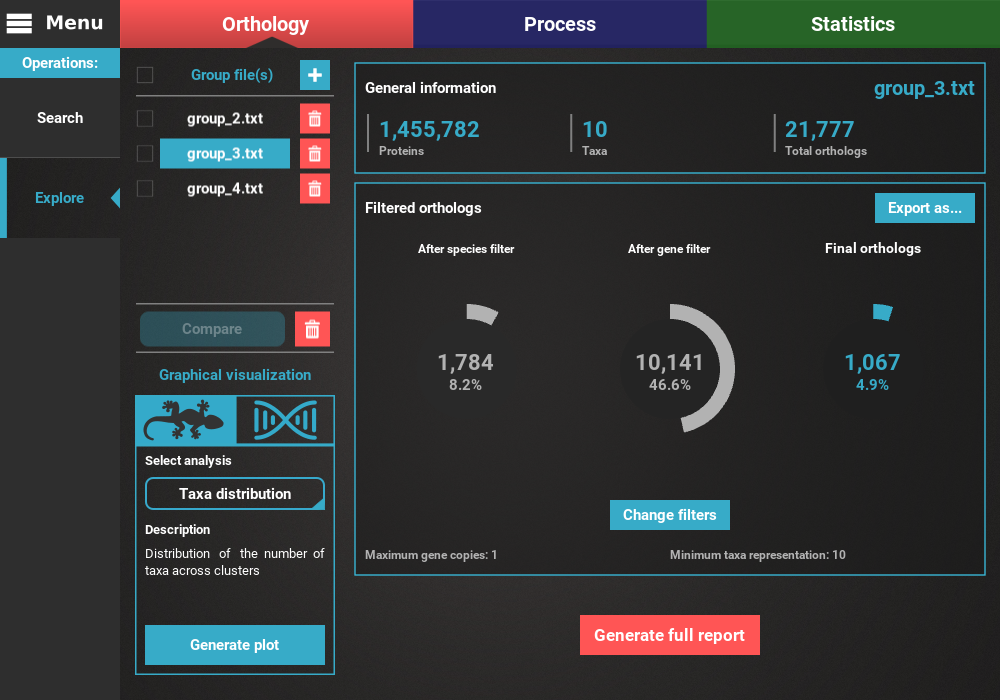 Menu
Orthology
Process
Statistics
Operations:
Search
Explore
Group file(s)
group_2.txt
group_3.txt
group_4.txt
Compare
Graphical visualization
Select analysis
Taxa distribution
Description
Distribution of the number of
taxa across clusters
Generate plot
General information
group_3.txt
1,455,782
Proteins
10
Taxa
21,777
Total orthologs
Filtered orthologs
Export as...
After species filter
After gene filter
Final orthologs
1,784
8.2%
10,141
46.6%
1,067
4.9%
Change filters
Maximum gene copies: 1
Minimum taxa representation: 10
Generate full report